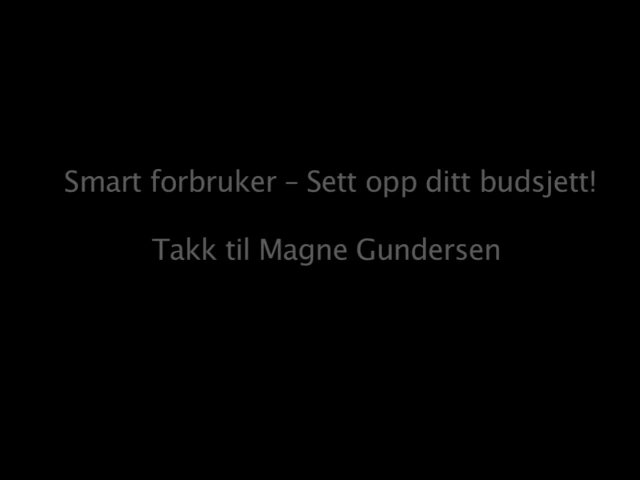 Smart forbruker – Sett opp ditt budsjett!
Takk til Magne Gundersen